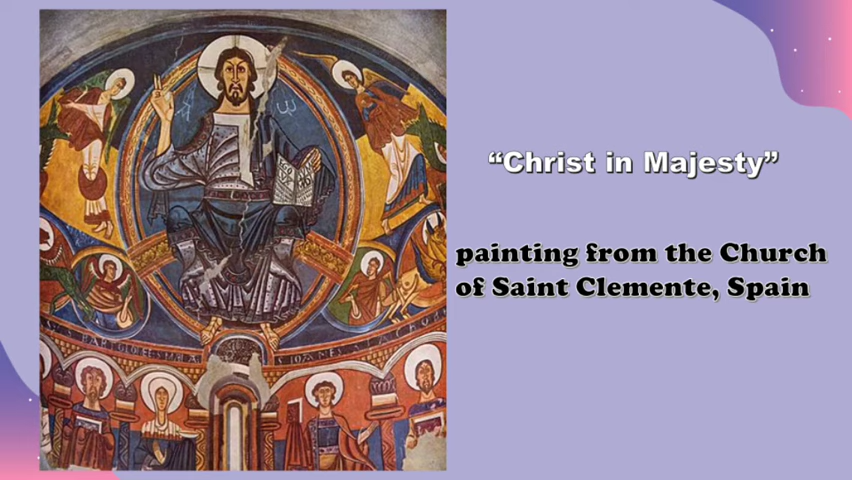 “Christ in Majesty”
painting from the Church
of Saint Clemente, Spain